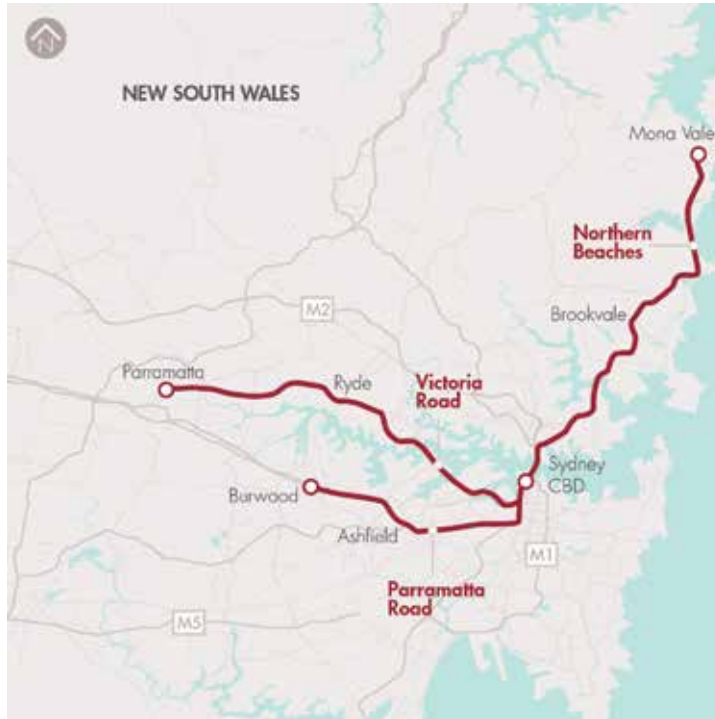 N
NEW SOUTH WALES
Mona Vale
Northern
Beaches
Brookvale
M2
Parramatta
Ryde
Victoria
Road
Sydney
CBD
Burwood
Ashfield
M1
Parramatta
Road
M5